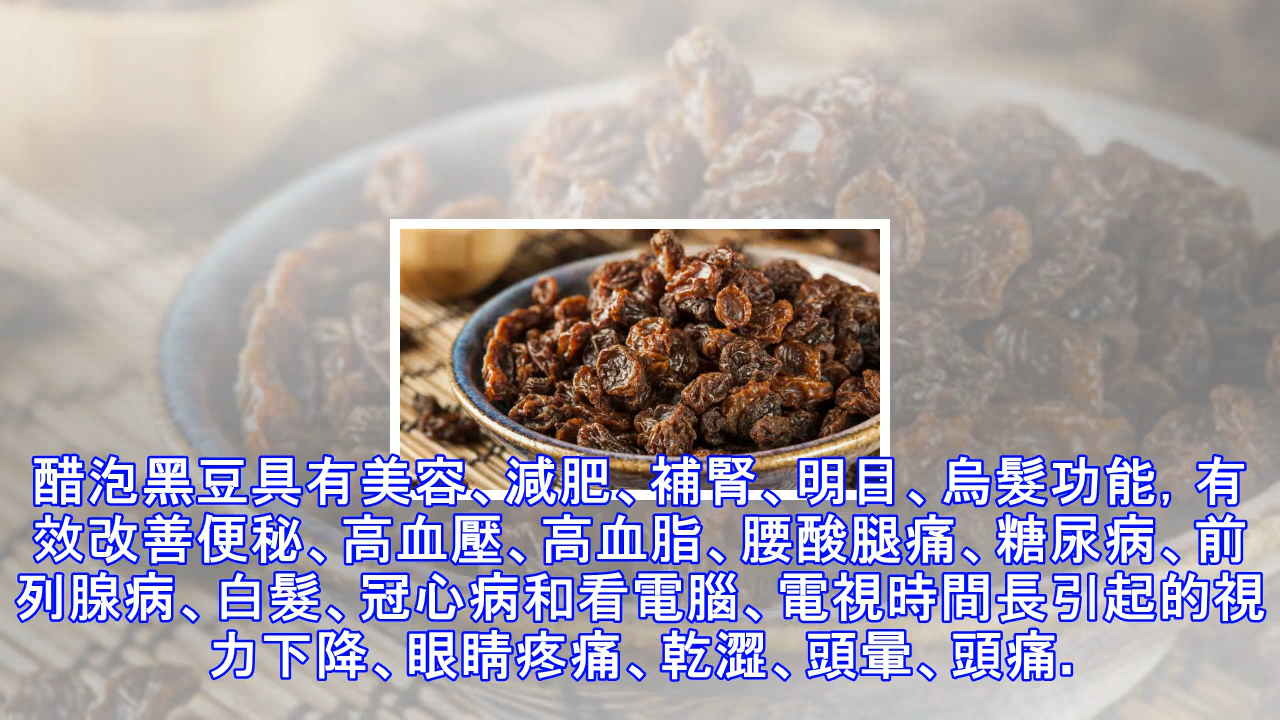 醋泡黑豆具有美容、減肥、補腎、明目、烏髮功能, 有
效改善便秘、高血壓、高血脂、腰酸腿痛、糖尿病、前
列腺病、白髮、冠心病和看電腦、電視時間長引起的視
力下降、眼睛疼痛、乾澀、頭暈、頭痛.